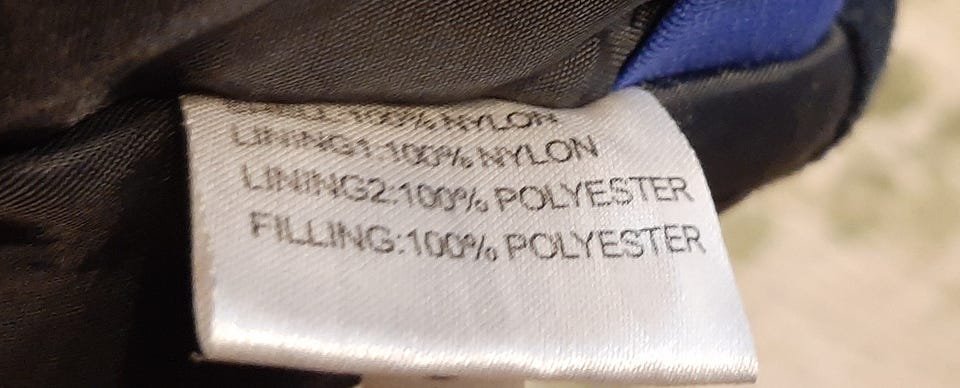 100% NYLON
LINING1:100% NYLON
LINING2:100% POLYESTER
FILLING:100% POLYESTER